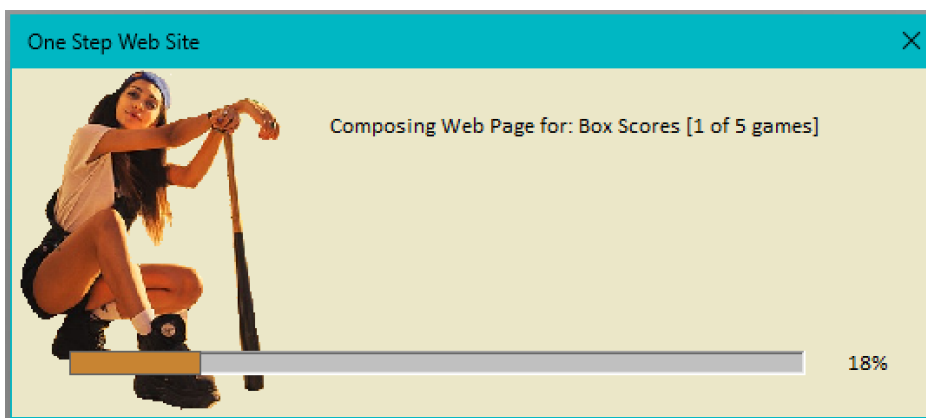 One Step Web Site
Composing Web Page for: Box Scores [1 of 5 games]
18%